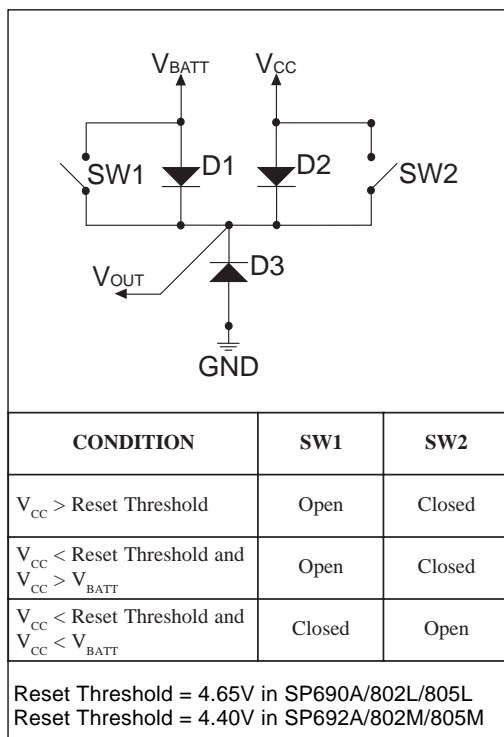 VBATT VCC
SW1 D1 D2 SW2
VOUT D3
GND
CONDITION SW1 SW2
VCC > Reset Threshold Open Closed
VCC < Reset Threshold and
VCC > VBATT Open Closed
VCC < Reset Threshold and
VCC < VBATT Closed Open
Reset Threshold = 4.65V in SP690A/802L/805L
Reset Threshold = 4.40V in SP692A/802M/805M